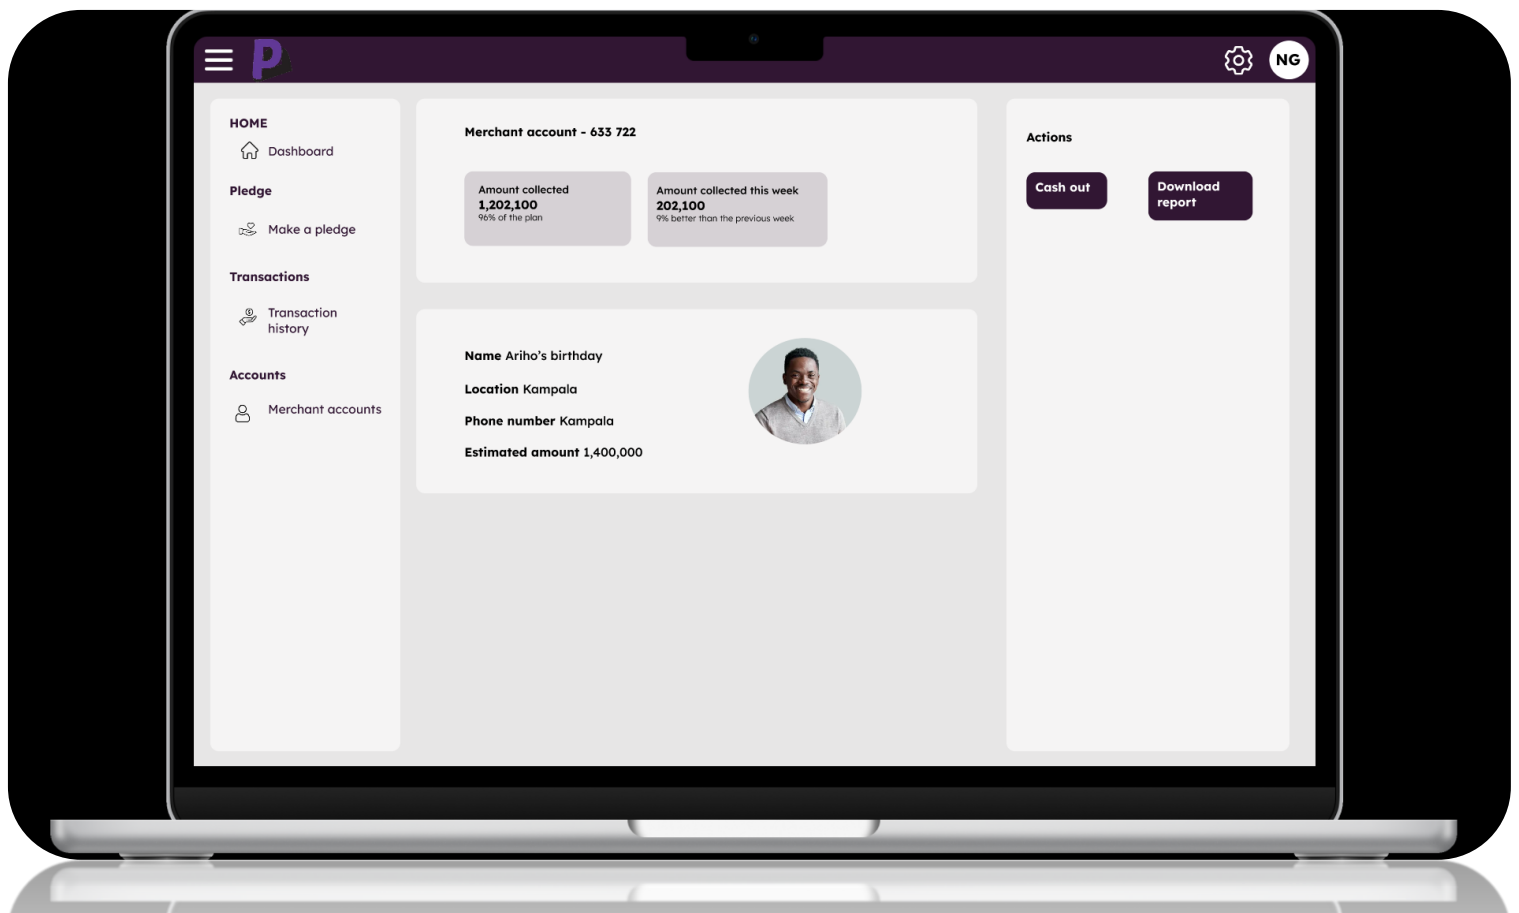 P
NG
HOME
Dashboard
Pledge
Make a pledge
Transactions
Transaction
history
Accounts
Merchant accounts
Merchant account - 633 722
Amount collected
1,202,100
96% of the plan
Amount collected this week
202,100
9% better than the previous week
Name Ariho’s birthday
Location Kampala
Phone number Kampala
Estimated amount 1,400,000
Actions
Cash out
Download
report